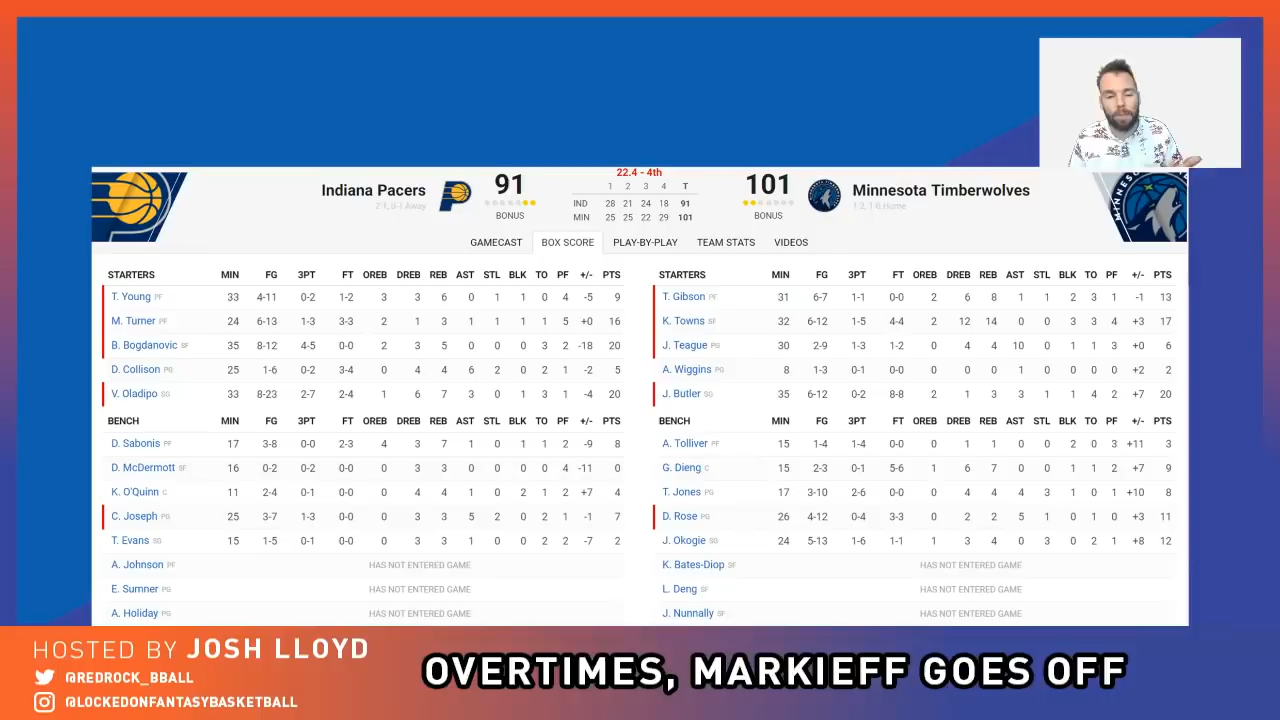 22.4 - 4th
Indiana Pacers 91 1 2 3 4 T 101 Minnesota Timberwolves
2-1, 0-1 Away IND 28 21 24 18 91 1-2, 1-0 Home
BONUS MIN 25 25 22 29 101 BONUS
GAMECAST BOX SCORE PLAY-BY-PLAY TEAM STATS VIDEOS
STARTERS MIN FG 3PT FT OREB DREB REB AST STL BLK TO PF +/- PTS
T. Young PF 33 4-11 0-2 1-2 3 3 6 0 1 1 0 4 -5 9
M. Turner PF 24 6-13 1-3 3-3 2 1 3 1 1 1 1 5 +0 16
B. Bogdanovic SF 35 8-12 4-5 0-0 2 3 5 0 0 0 3 2 -18 20
D. Collison PG 25 1-6 0-2 3-4 0 4 4 6 2 0 2 1 -2 5
V. Oladipo SG 33 8-23 2-7 2-4 1 6 7 3 0 1 3 1 -4 20
BENCH MIN FG 3PT FT OREB DREB REB AST STL BLK TO PF +/- PTS
D. Sabonis PF 17 3-8 0-0 2-3 4 3 7 1 0 1 1 2 -9 8
D. McDermott SF 16 0-2 0-2 0-0 0 3 3 0 0 0 0 4 -11 0
K. O'Quinn C 11 2-4 0-1 0-0 0 4 4 1 0 2 1 2 +7 4
C. Joseph PG 25 3-7 1-3 0-0 0 3 3 5 2 0 2 1 -1 7
T. Evans SG 15 1-5 0-1 0-0 0 3 3 1 0 0 2 2 -7 2
A. Johnson PF HAS NOT ENTERED GAME
E. Sumner PG HAS NOT ENTERED GAME
A. Holiday PG HAS NOT ENTERED GAME
STARTERS MIN FG 3PT FT OREB DREB REB AST STL BLK TO PF +/- PTS
T. Gibson PF 31 6-7 1-1 0-0 2 6 8 1 1 2 3 1 -1 13
K. Towns SF 32 6-12 1-5 4-4 2 12 14 0 0 3 3 4 +3 17
J. Teague PG 30 2-9 1-3 1-2 0 4 4 10 0 1 1 3 +0 6
A. Wiggins PG 8 1-3 0-1 0-0 0 0 0 1 0 0 0 0 +2 2
J. Butler SG 35 6-12 0-2 8-8 2 1 3 3 1 1 4 2 +7 20
BENCH MIN FG 3PT FT OREB DREB REB AST STL BLK TO PF +/- PTS
A. Tolliver PF 15 1-4 1-4 0-0 0 1 1 0 0 2 0 3 +11 3
G. Dieng C 15 2-3 0-1 5-6 1 6 7 0 0 1 1 2 +7 9
T. Jones PG 17 3-10 2-6 0-0 0 4 4 4 3 1 0 1 +10 8
D. Rose PG 26 4-12 0-4 3-3 0 2 2 5 1 0 1 0 +3 11
J. Okogie SG 24 5-13 1-6 1-1 1 3 4 0 3 0 2 1 +8 12
K. Bates-Diop SF HAS NOT ENTERED GAME
L. Deng SF HAS NOT ENTERED GAME
J. Nunnally SF HAS NOT ENTERED GAME
HOSTED BY JOSH LLOYD
@REDROCK_BBALL
@LOCKEDONFANTASYBASKETBALL
OVERTIMES, MARKIEFF GOES OFF